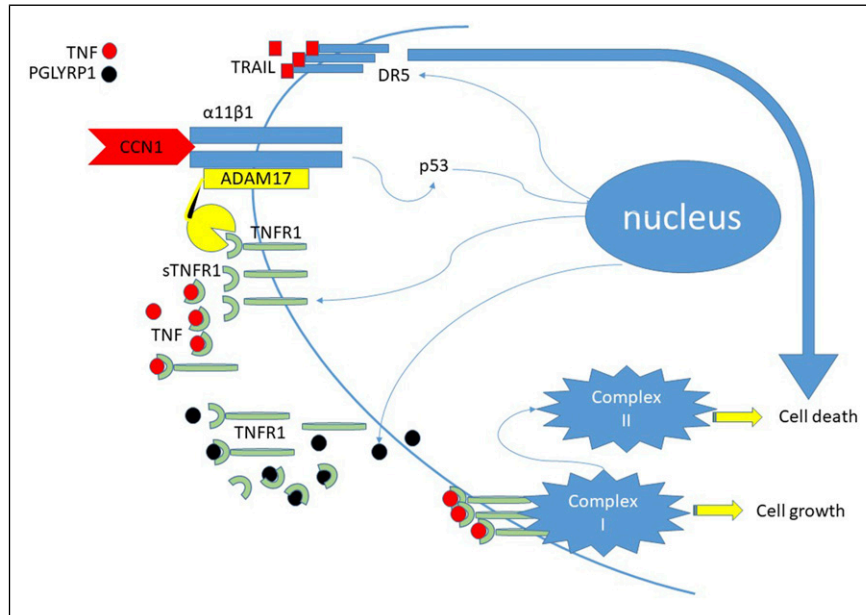 TNF
PGLYRP1
TRAIL
DR5
α11β1
CCN1
ADAM17
p53
nucleus
TNFR1
sTNFR1
TNF
TNFR1
Complex
II
Cell death
Complex
I
Cell growth